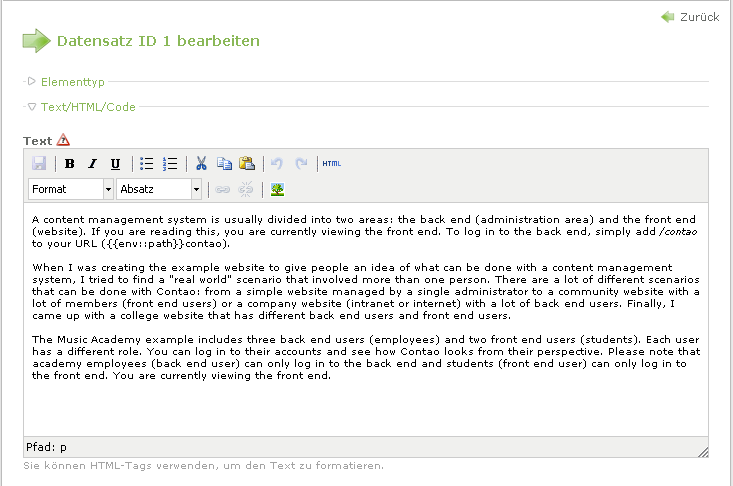 Zurück
Datensatz ID 1 bearbeiten
Elementtyp
Text/HTML/Code
Text
B I U HTML
Format Absatz
A content management system is usually divided into two areas: the back end (administration area) and the front end
(website). If you are reading this, you are currently viewing the front end. To log in to the back end, simply add /contao
to your URL ({{env::path}}contao).
When I was creating the example website to give people an idea of what can be done with a content management
system, I tried to find a "real world" scenario that involved more than one person. There are a lot of different scenarios
that can be done with Contao: from a simple website managed by a single administrator to a community website with a
lot of members (front end users) or a company website (intranet or internet) with a lot of back end users. Finally, I
came up with a college website that has different back end users and front end users.
The Music Academy example includes three back end users (employees) and two front end users (students). Each user
has a different role. You can log in to their accounts and see how Contao looks from their perspective. Please note that
academy employees (back end user) can only log in to the back end and students (front end user) can only log in to
the front end. You are currently viewing the front end.
Pfad: p
Sie können HTML-Tags verwenden, um den Text zu formatieren.